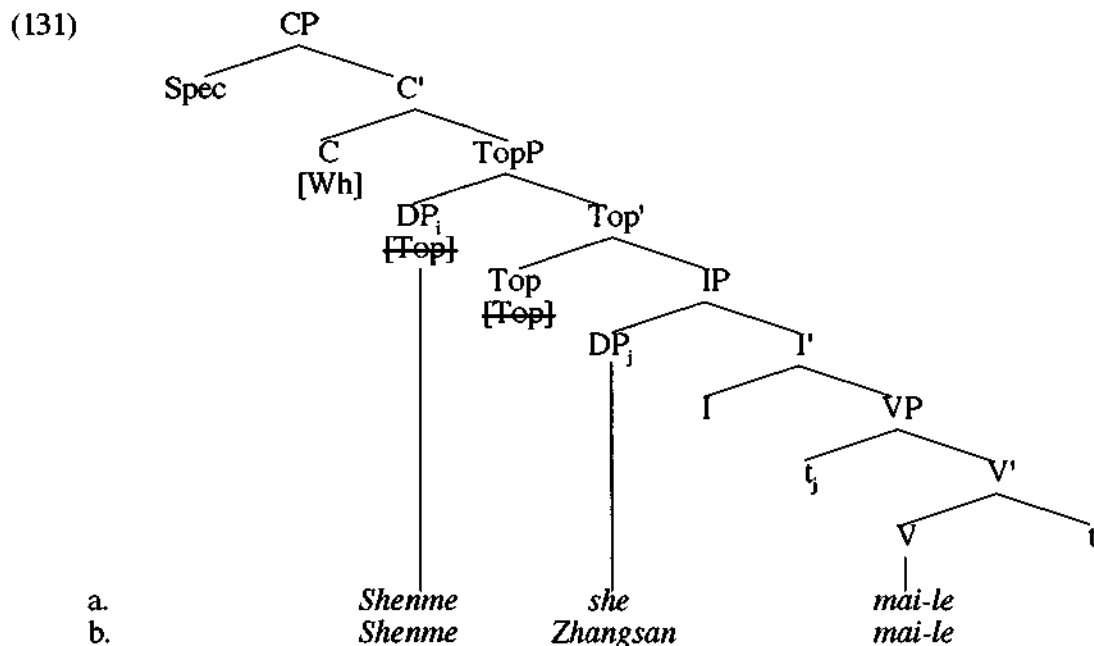 (131)
CP
Spec C'
C TopP
[Wh]
DPi Top'
[Top]
Top IP
[Top]
DPj I'
I VP
tj V'
V t
a. Shenme she mai-le
b. Shenme Zhangsan mai-le